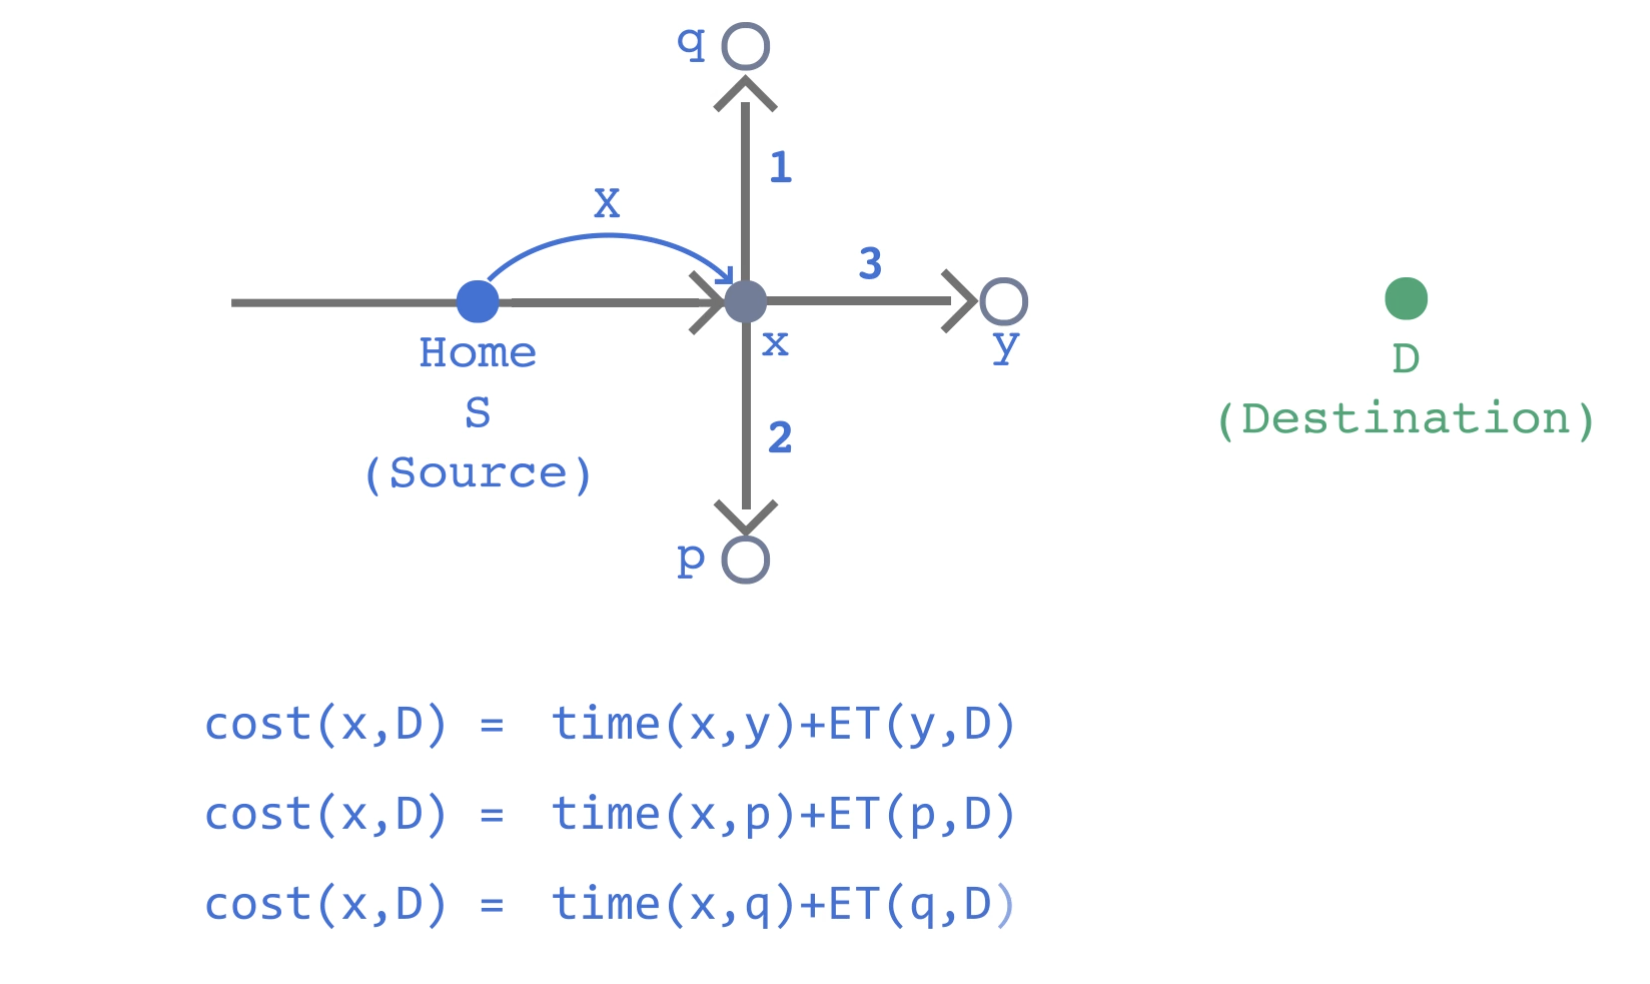 q
1
X
3
x
y
Home
S
(Source)
D
(Destination)
2
p
cost(x,D) = time(x,y)+ET(y,D)
cost(x,D) = time(x,p)+ET(p,D)
cost(x,D) = time(x,q)+ET(q,D)